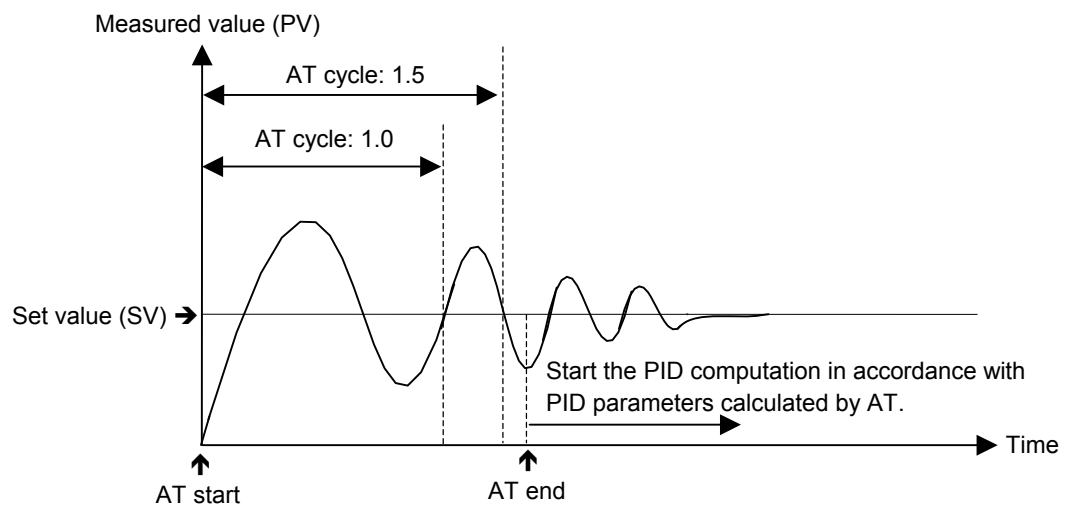 Measured value (PV)
AT cycle: 1.5
AT cycle: 1.0
Set value (SV)
Start the PID computation in accordance with
PID parameters calculated by AT.
Time
AT start
AT end